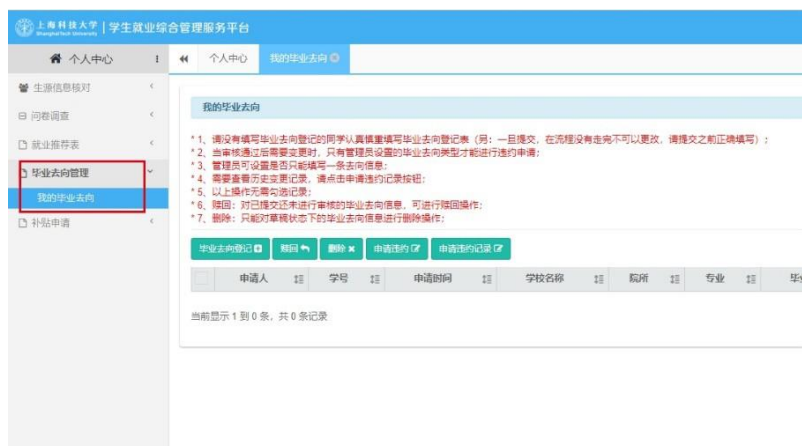 上海科技大学 | 学生就业综合管理服务平台
ShanghaiTech University
个人中心
个人中心 我的毕业去向
生源信息核对
问卷调查
就业推荐表
毕业去向管理
我的毕业去向
补贴申请
我的毕业去向
*1、请没有填写毕业去向登记的同学认真慎重填写毕业去向登记表（另：一旦提交，在流程没有走完不可以更改，请提交之前正确填写）；
*2、当审核通过后需要变更时，只有管理员设置的毕业去向类型才能进行违约申请；
*3、管理员可设置是否只能填写一条去向信息；
*4、需要查看历史变更记录，请点击申请违约记录按钮；
*5、以上操作无需勾选记录；
*6、赎回：对已提交还未进行审核的毕业去向信息，可进行赎回操作；
*7、删除：只能对草稿状态下的毕业去向信息进行删除操作；
毕业去向登记 赎回 删除 申请违约 申请违约记录
申请人 学号 申请时间 学校名称 院所 专业 毕业
当前显示 1 到 0 条，共 0 条记录